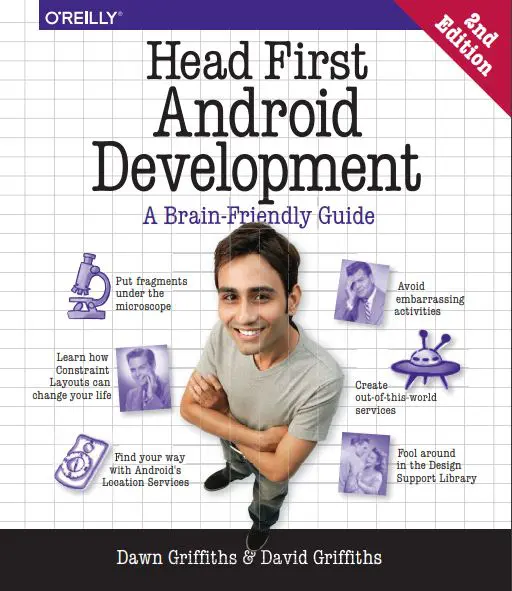 O'REILLY®
2nd
Edition
Head First
Android
Development
A Brain-Friendly Guide
Put fragments
under the
microscope
Avoid
embarrassing
activities
Learn how
Constraint
Layouts can
change your life
Create
out-of-this-world
services
Find your way
with Android's
Location Services
Fool around
in the Design
Support Library
Dawn Griffiths & David Griffiths